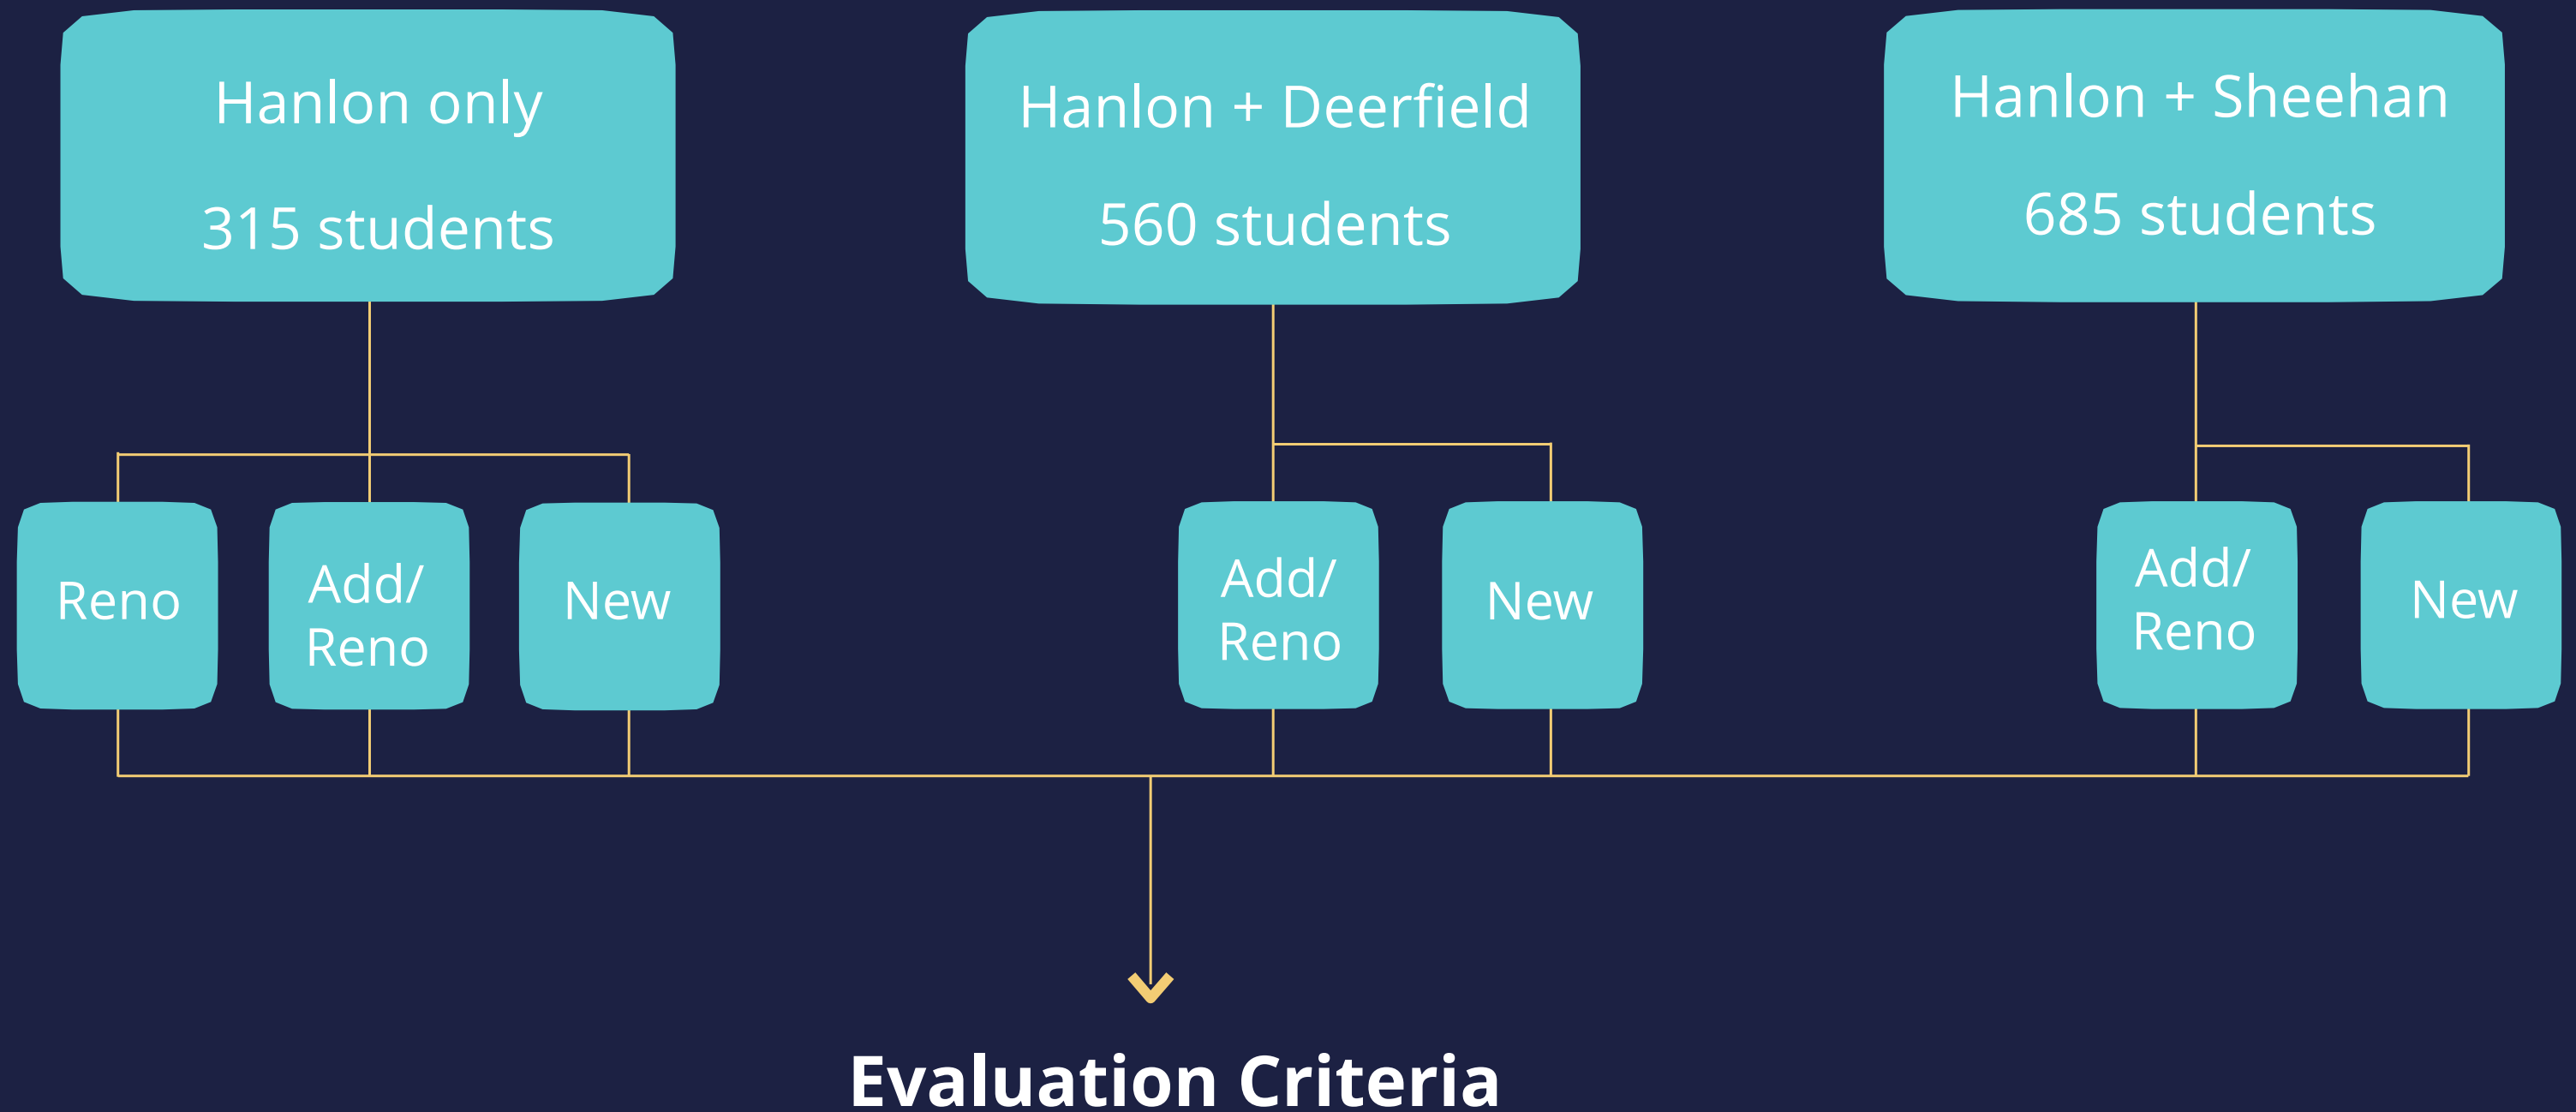 Hanlon only
315 students
Hanlon + Deerfield
560 students
Hanlon + Sheehan
685 students
Reno
Add/
Reno
New
Add/
Reno
New
Add/
Reno
New
Evaluation Criteria